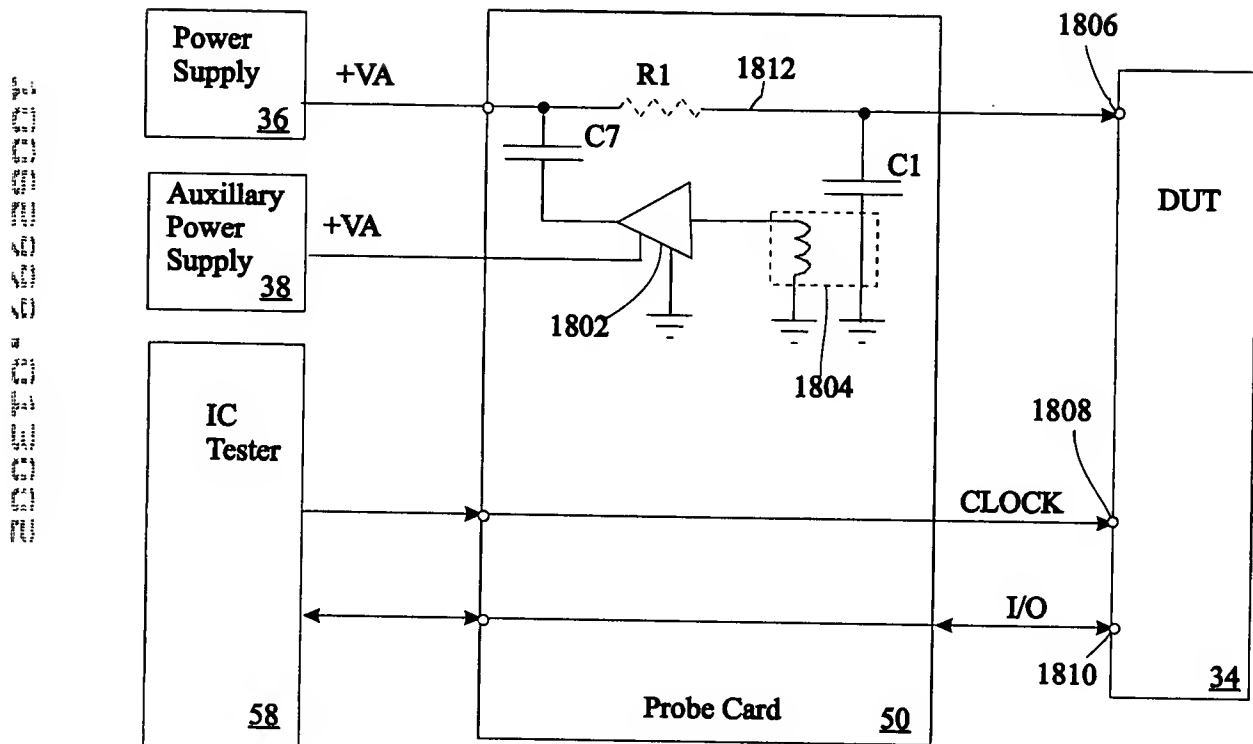 Power
Supply
36
+VA
R1
1812
1806
C7
C1
DUT
Auxillary
Power
Supply
38
+VA
1802
1804
IC
Tester
1808
CLOCK
I/O
1810
58
Probe Card
50
34